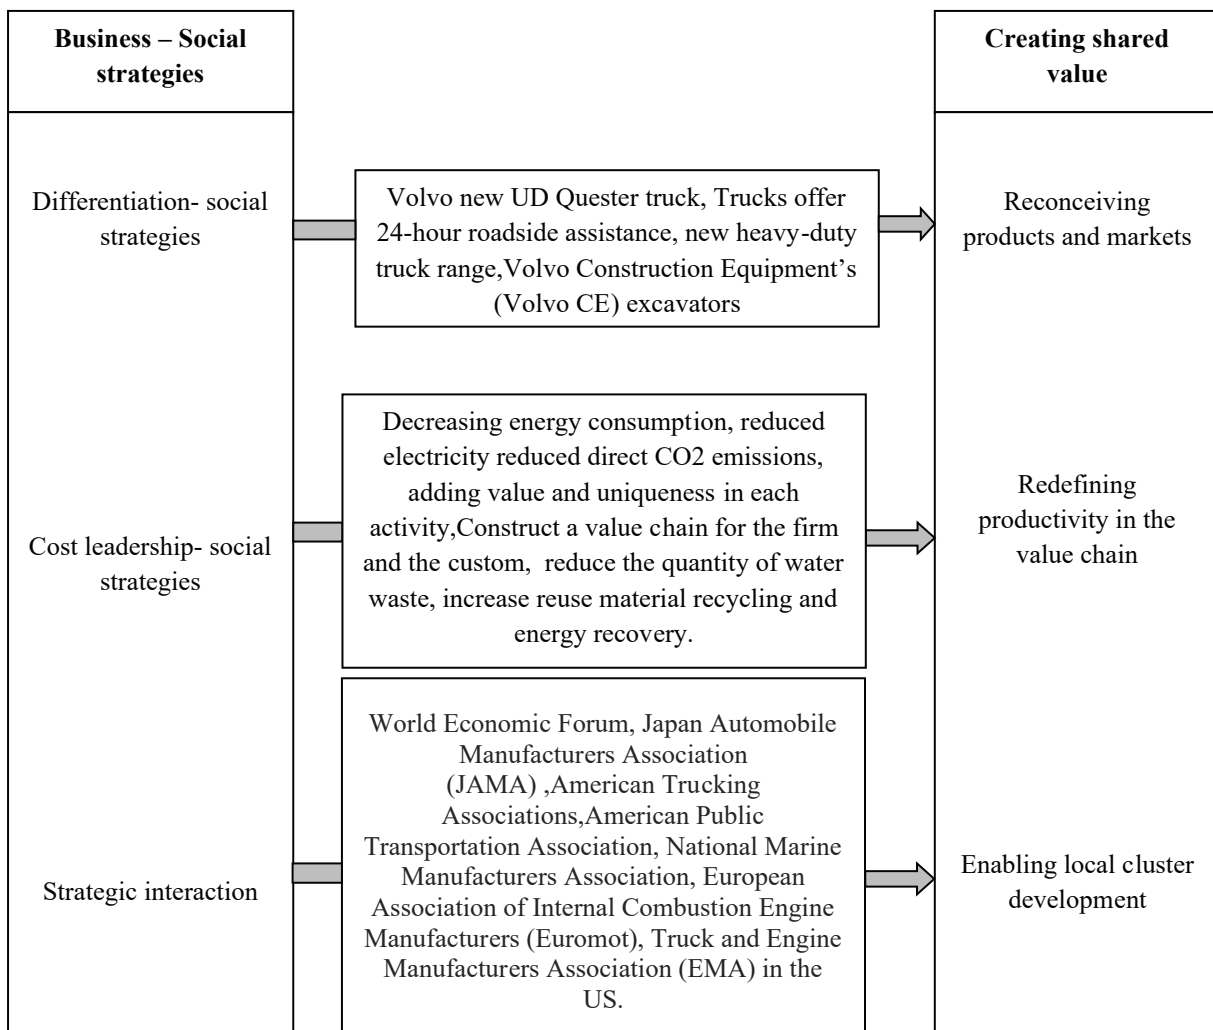 Business – Social
strategies
Creating shared
value
Differentiation- social
strategies
Volvo new UD Quester truck, Trucks offer
24-hour roadside assistance, new heavy-duty
truck range,Volvo Construction Equipment’s
(Volvo CE) excavators
Reconceiving
products and markets
Cost leadership- social
strategies
Decreasing energy consumption, reduced
electricity reduced direct CO2 emissions,
adding value and uniqueness in each
activity,Construct a value chain for the firm
and the custom,  reduce the quantity of water
waste, increase reuse material recycling and
energy recovery.
Redefining
productivity in the
value chain
Strategic interaction
World Economic Forum, Japan Automobile
Manufacturers Association
(JAMA) ,American Trucking
Associations,American Public
Transportation Association, National Marine
Manufacturers Association, European
Association of Internal Combustion Engine
Manufacturers (Euromot), Truck and Engine
Manufacturers Association (EMA) in the
US.
Enabling local cluster
development